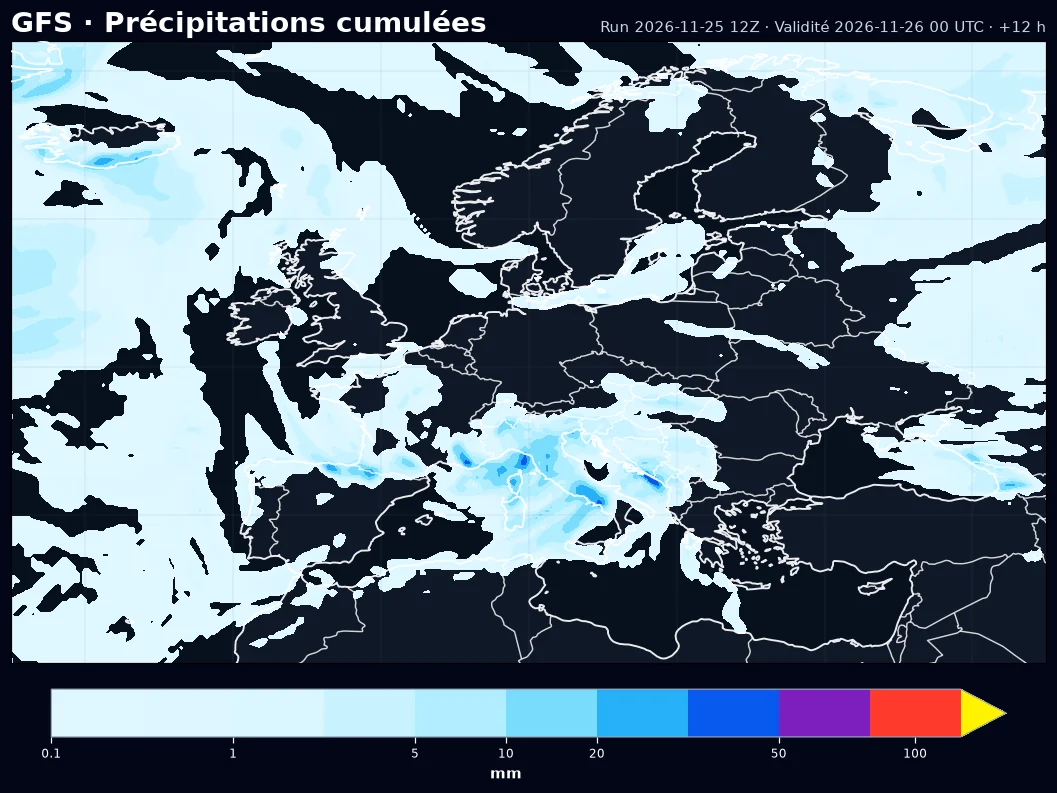 GFS · Précipitations cumulées
Run 2026-11-25 12Z · Validité 2026-11-26 00 UTC · +12 h
0.1 1 5 10 20 50 100
mm